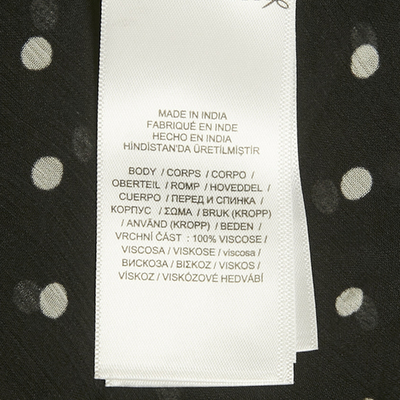 MADE IN INDIA
FABRIQUÉ EN INDE
HECHO EN INDIA
HİNDİSTAN'DA ÜRETİLMİŞTİR
BODY / CORPS / CORPO /
OBERTEIL / ROMP / HOVEDDEL /
CUERPO / ПЕРЕД И СПИНКА /
КОРПУС / ΣΩΜΑ / BRUK (KROPP)
/ ANVÄND (KROPP) / BEDEN /
VRCHNÍ ČÁST : 100% VISCOSE /
VISCOSA / VISKOSE / viscosa /
ВИСКОЗА / ΒΙΣΚΟΖ / VISKOS /
VİSKOZ / VISKÓZOVÉ HEDVÁBÍ